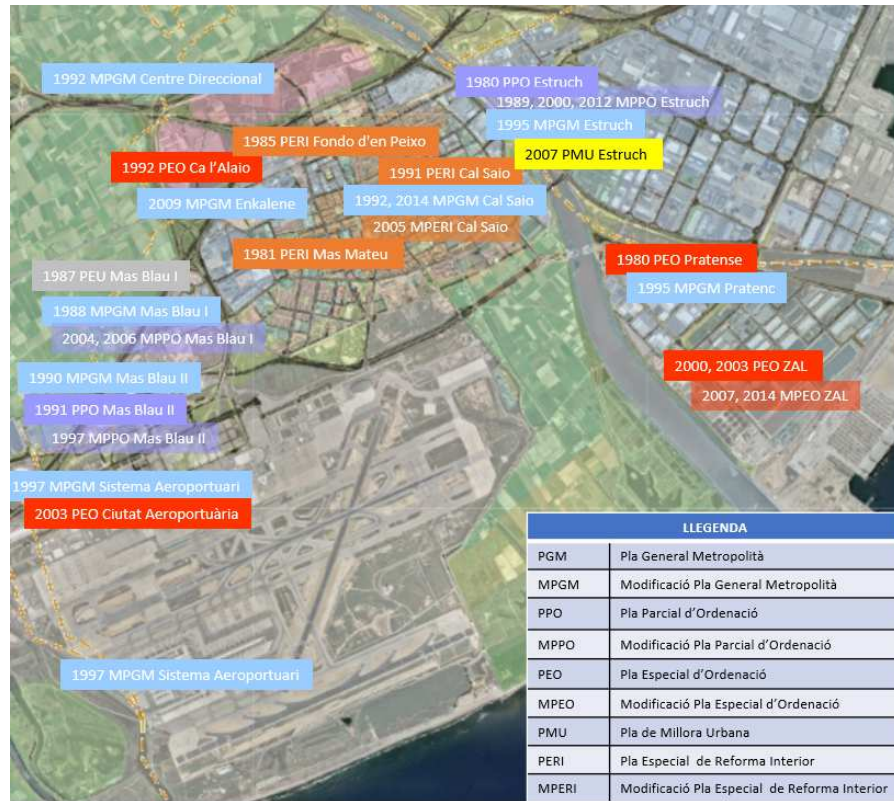 1992 MPGM Centre Direccional
1980 PPO Estruch
1989, 2000, 2012 MPPO Estruch
1995 MPGM Estruch
1985 PERI Fondo d'en Peixo
2007 PMU Estruch
1992 PEO Ca l'Alaio
1991 PERI Cal Saio
2009 MPGM Enkalene
1992, 2014 MPGM Cal Saio
2005 MPERI Cal Saio
1981 PERI Mas Mateu
1980 PEO Pratense
1987 PEU Mas Blau I
1995 MPGM Pratenc
1988 MPGM Mas Blau I
2004, 2006 MPPO Mas Blau I
2000, 2003 PEO ZAL
1990 MPGM Mas Blau II
2007, 2014 MPEO ZAL
1991 PPO Mas Blau II
1997 MPPO Mas Blau II
1997 MPGM Sistema Aeroportuari
2003 PEO Ciutat Aeroportuària
1997 MPGM Sistema Aeroportuari
LLEGENDA
PGM Pla General Metropolità
MPGM Modificació Pla General Metropolità
PPO Pla Parcial d'Ordenació
MPPO Modificació Pla Parcial d'Ordenació
PEO Pla Especial d'Ordenació
MPEO Modificació Pla Especial d'Ordenació
PMU Pla de Millora Urbana
PERI Pla Especial de Reforma Interior
MPERI Modificació Pla Especial de Reforma Interior